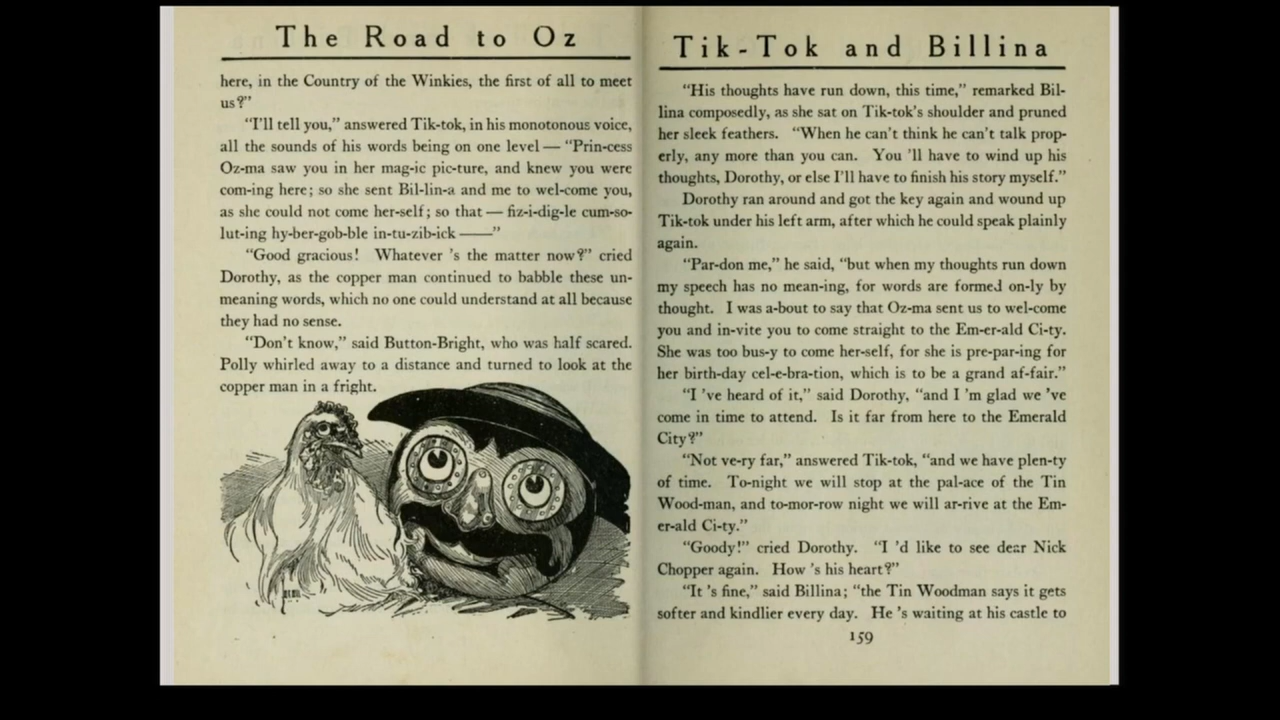 The Road to Oz
here, in the Country of the Winkies, the first of all to meet
us?”
“I’ll tell you,” answered Tik-tok, in his monotonous voice,
all the sounds of his words being on one level — “Prin-cess
Oz-ma saw you in her mag-ic pic-ture, and knew you were
com-ing here; so she sent Bil-lin-a and me to wel-come you,
as she could not come her-self; so that — fiz-i-dig-le cum-so-
lut-ing hy-ber-gob-ble in-tu-zib-ick ——”
“Good gracious! Whatever ’s the matter now?” cried
Dorothy, as the copper man continued to babble these un-
meaning words, which no one could understand at all because
they had no sense.
“Don’t know,” said Button-Bright, who was half scared.
Polly whirled away to a distance and turned to look at the
copper man in a fright.
Tik-Tok and Billina
“His thoughts have run down, this time,” remarked Bil-
lina composedly, as she sat on Tik-tok’s shoulder and pruned
her sleek feathers. “When he can’t think he can’t talk prop-
erly, any more than you can. You ’ll have to wind up his
thoughts, Dorothy, or else I’ll have to finish his story myself.”
Dorothy ran around and got the key again and wound up
Tik-tok under his left arm, after which he could speak plainly
again.
“Par-don me,” he said, “but when my thoughts run down
my speech has no mean-ing, for words are formed on-ly by
thought. I was a-bout to say that Oz-ma sent us to wel-come
you and in-vite you to come straight to the Em-er-ald Ci-ty.
She was too bus-y to come her-self, for she is pre-par-ing for
her birth-day cel-e-bra-tion, which is to be a grand af-fair.”
“I ’ve heard of it,” said Dorothy, “and I ’m glad we ’ve
come in time to attend. Is it far from here to the Emerald
City?”
“Not ve-ry far,” answered Tik-tok, “and we have plen-ty
of time. To-night we will stop at the pal-ace of the Tin
Wood-man, and to-mor-row night we will ar-rive at the Em-
er-ald Ci-ty.”
“Goody!” cried Dorothy. “I ’d like to see dear Nick
Chopper again. How ’s his heart?”
“It ’s fine,” said Billina; “the Tin Woodman says it gets
softer and kindlier every day. He ’s waiting at his castle to
159